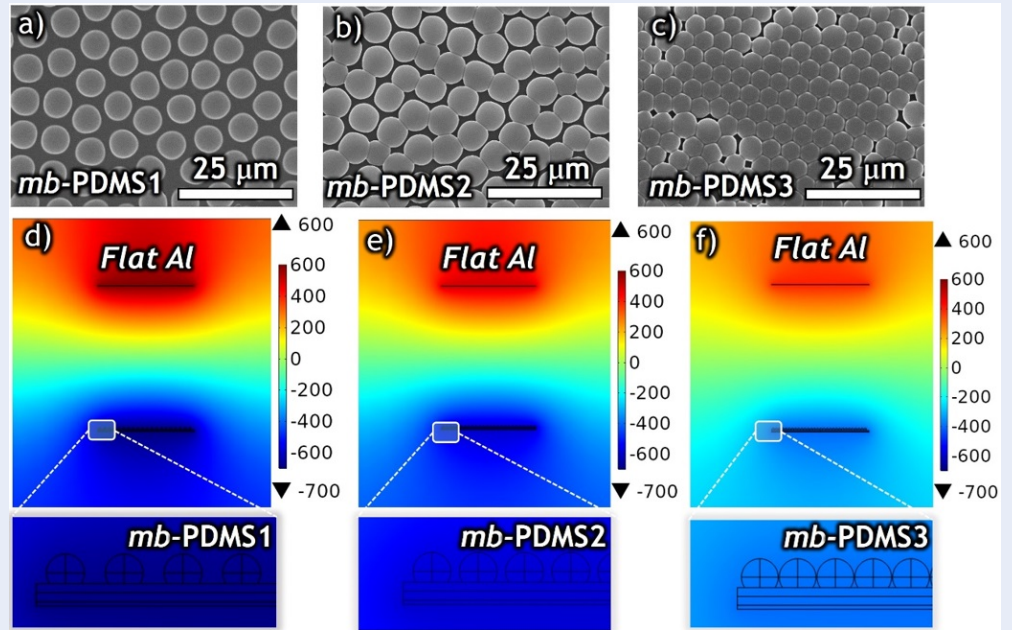 a)
25 μm
mb-PDMS1
b)
25 μm
mb-PDMS2
c)
25 μm
mb-PDMS3
d)
Flat Al
▲ 600
600
400
200
0
-200
-400
-600
▼ -700
mb-PDMS1
e)
Flat Al
▲ 600
600
400
200
0
-200
-400
-600
▼ -700
mb-PDMS2
f)
Flat Al
▲ 600
600
400
200
0
-200
-400
-600
▼ -700
mb-PDMS3